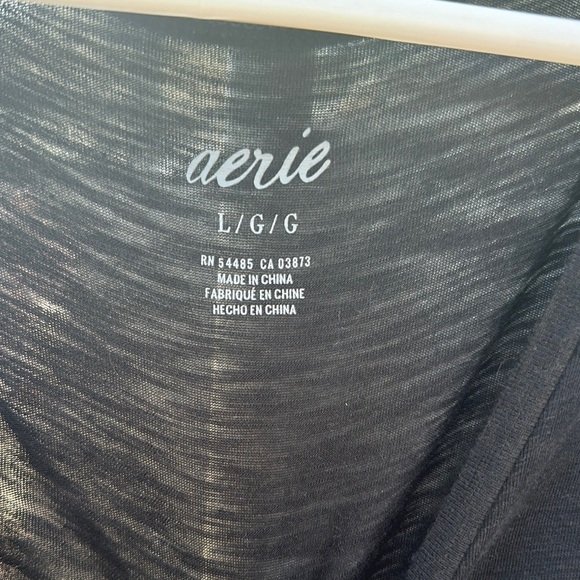 aerie
L/G/G
RN 54485 CA 03873
MADE IN CHINA
FABRIQUÉ EN CHINE
HECHO EN CHINA